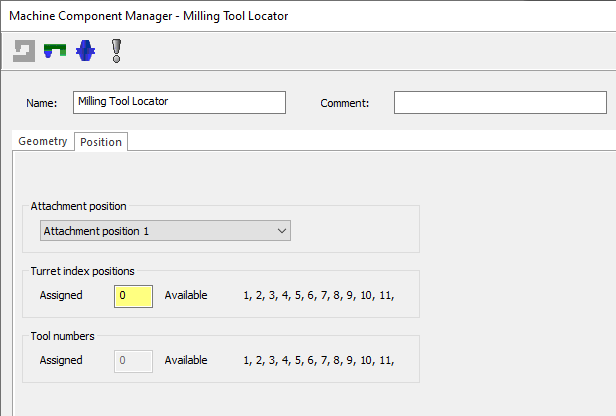 Machine Component Manager - Milling Tool Locator
Name: Milling Tool Locator Comment:
Geometry Position
Attachment position
Attachment position 1
Turret index positions
Assigned 0 Available 1, 2, 3, 4, 5, 6, 7, 8, 9, 10, 11,
Tool numbers
Assigned 0 Available 1, 2, 3, 4, 5, 6, 7, 8, 9, 10, 11,